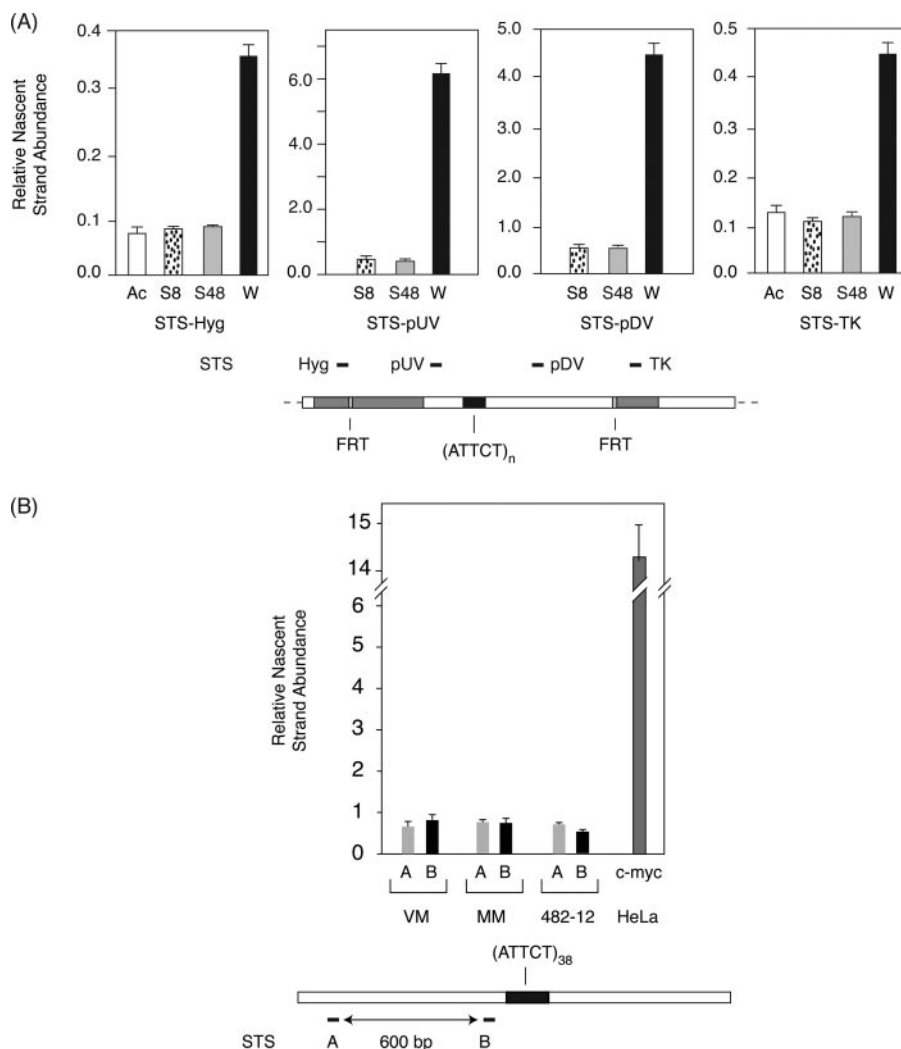 (A)
Relative Nascent
Strand Abundance
0.4
0.3
0.1
0.0
Ac S8 S48 W
STS-Hyg
6.0
4.0
2.0
0.0
S8 S48 W
STS-pUV
5.0
4.0
3.0
2.0
1.0
0.0
S8 S48 W
STS-pDV
0.5
0.4
0.3
0.2
0.1
0.0
Ac S8 S48 W
STS-TK
STS Hyg pUV pDV TK
FRT (ATTCT)n FRT
(B)
Relative Nascent
Strand Abundance
15
14
6
5
4
3
2
1
0
A B A B A B c-myc
VM MM 482-12 HeLa
(ATTCT)38
STS A 600 bp B